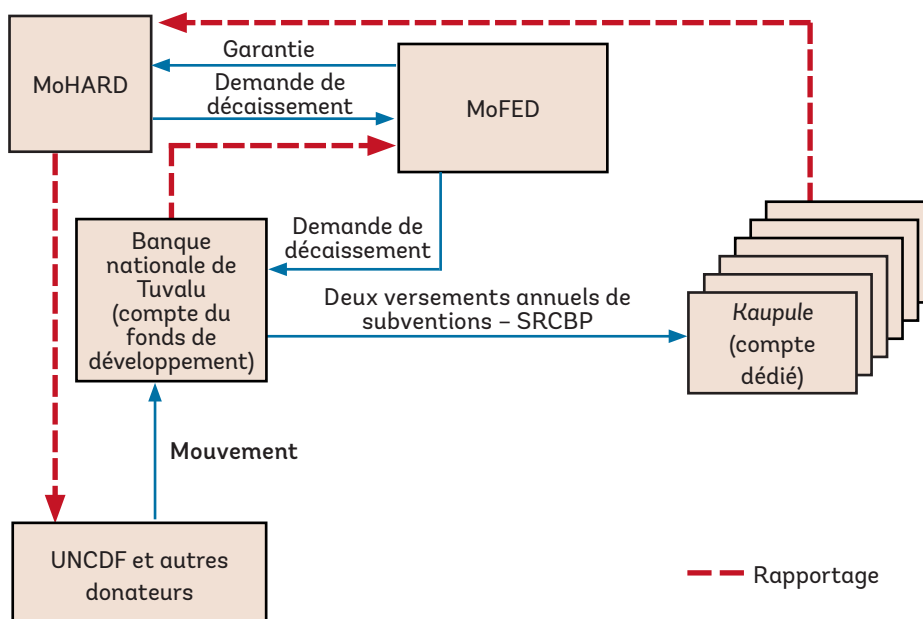 Garantie
MoHARD
Demande de
décaissement
MoFED
Banque
nationale de
Tuvalu
(compte du
fonds de
développement)
Demande de
décaissement
Deux versements annuels de
subventions – SRCBP
Kaupule
(compte
dédié)
Mouvement
UNCDF et autres
donateurs
Rapportage